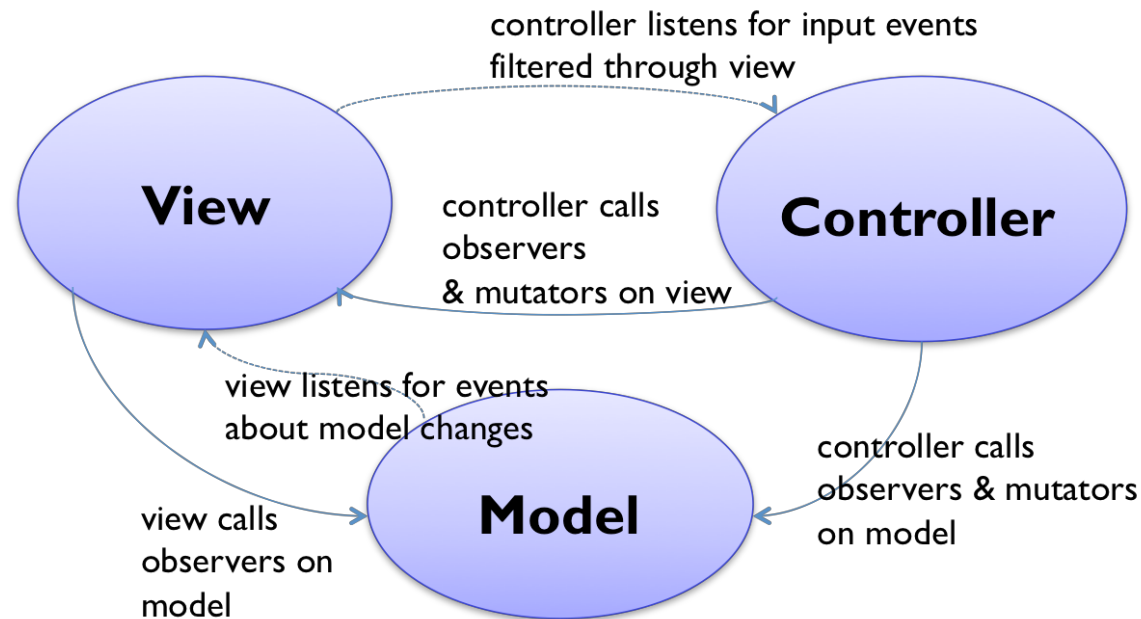 controller listens for input events
filtered through view
View
Controller
controller calls
observers
& mutators on view
view listens for events
about model changes
Model
controller calls
observers & mutators
on model
view calls
observers on
model